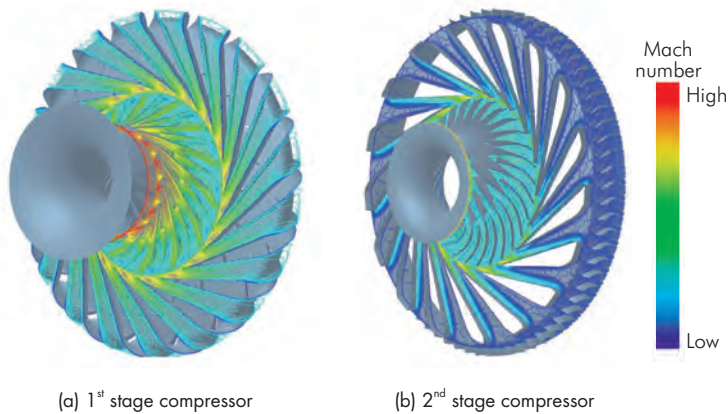 Mach
number
High
Low
(a) 1st stage compressor
(b) 2nd stage compressor